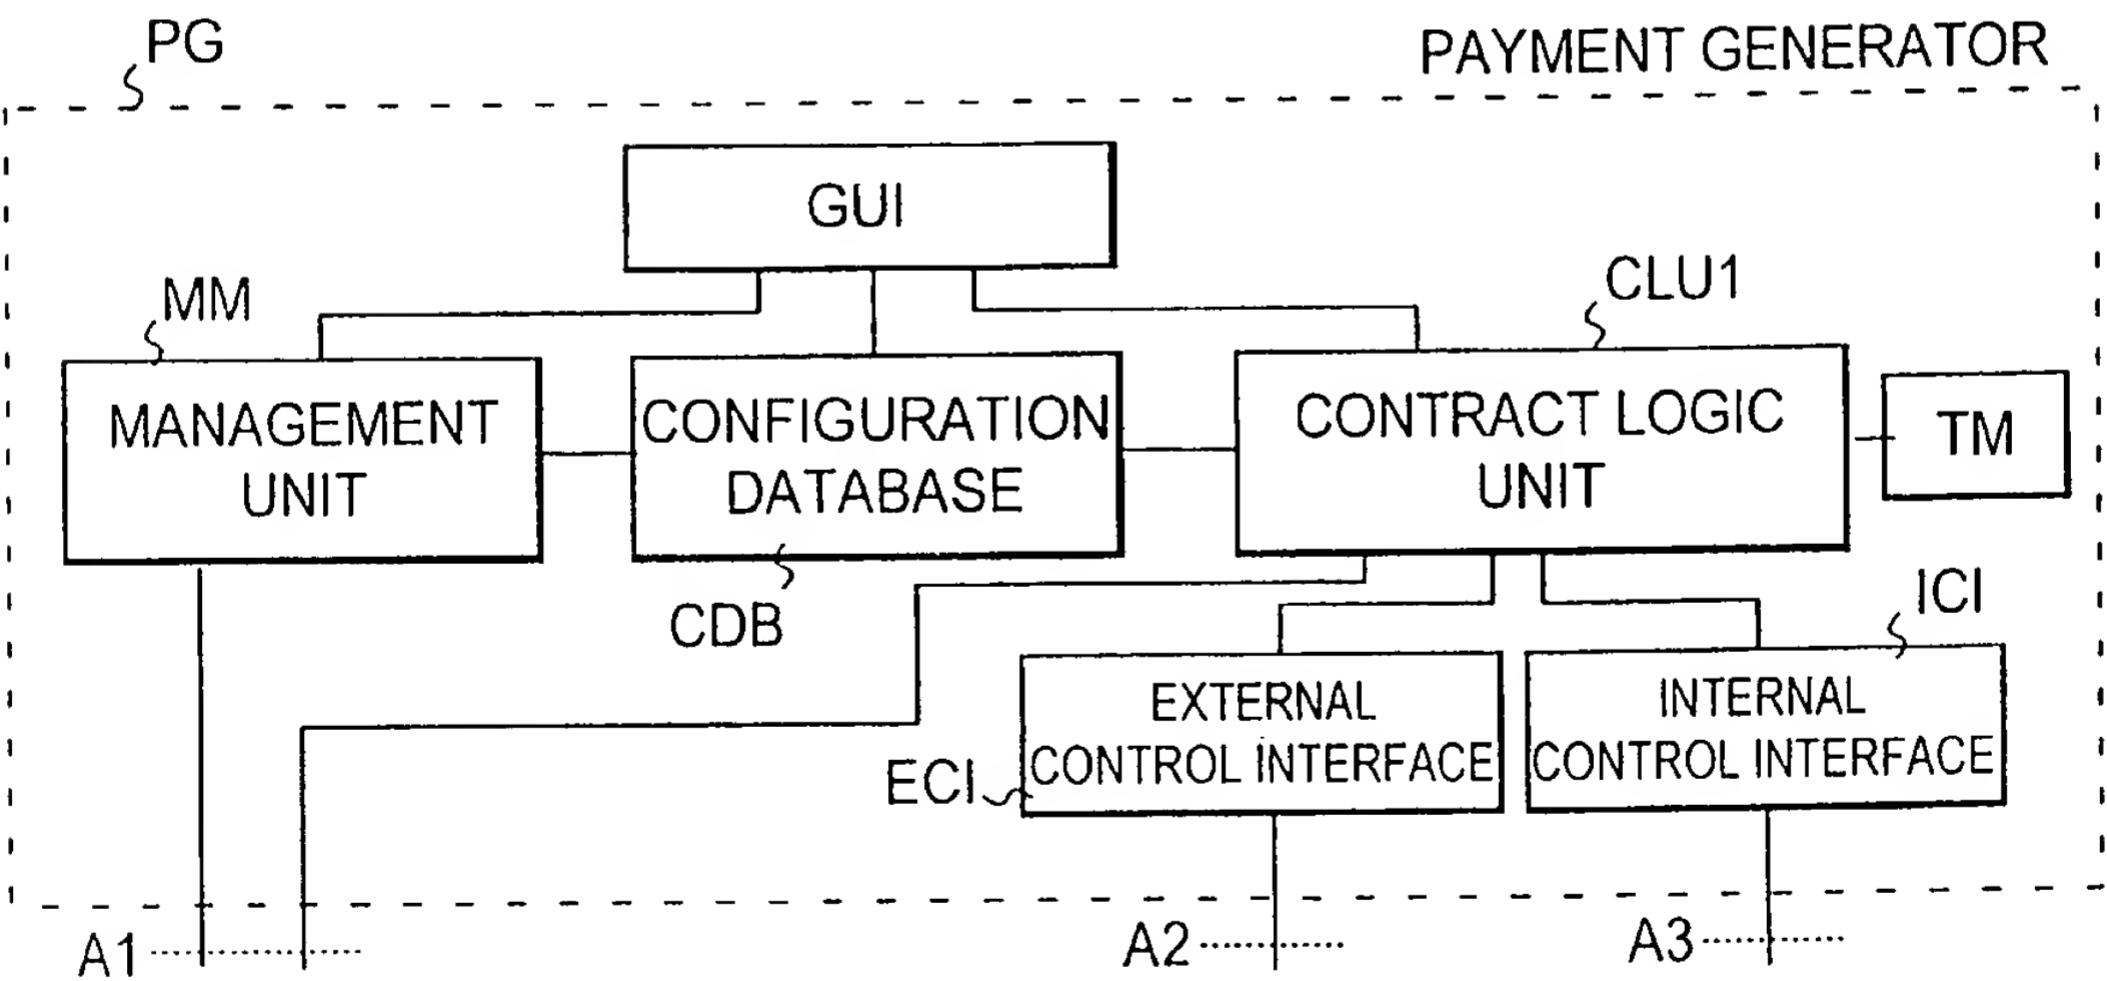 PG
PAYMENT GENERATOR
GUI
MM
CLU1
MANAGEMENT
UNIT
CONFIGURATION
DATABASE
CONTRACT LOGIC
UNIT
TM
CDB
ICI
EXTERNAL
CONTROL INTERFACE
INTERNAL
CONTROL INTERFACE
ECI
A1
A2
A3